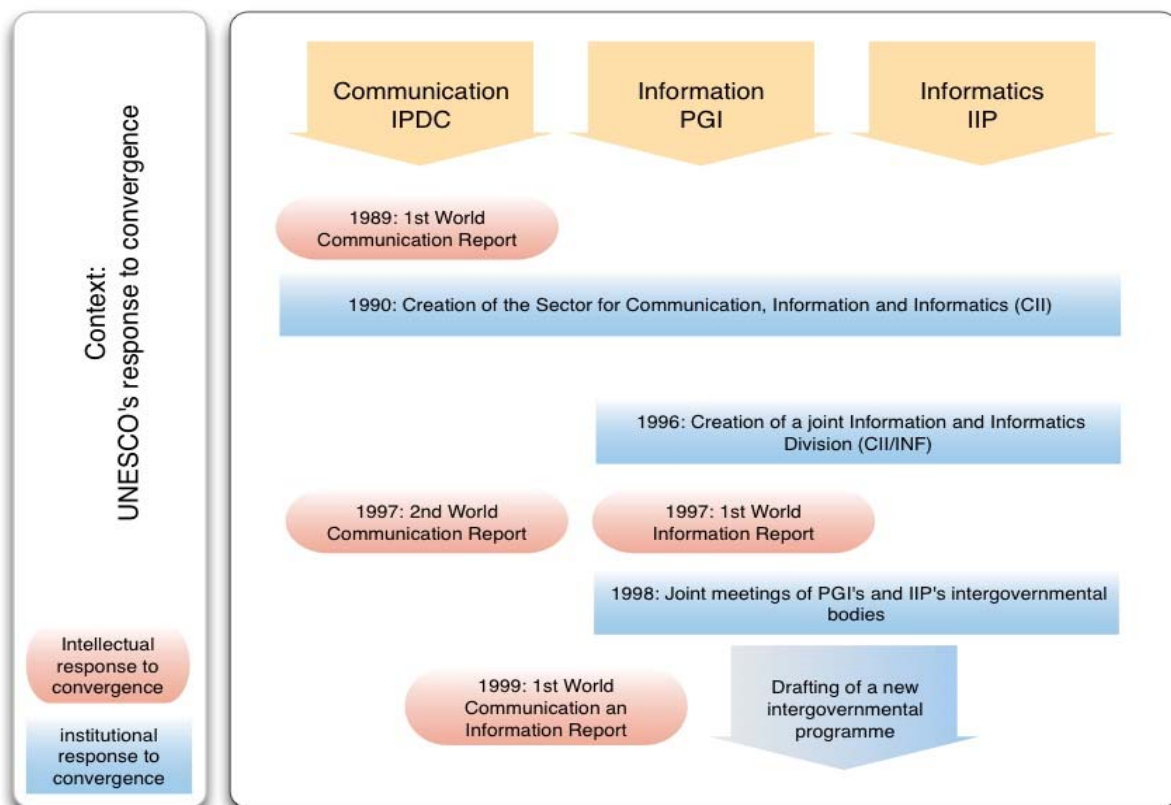 Context:
UNESCO's response to convergence
Intellectual
response to
convergence
institutional
response to
convergence
Communication
IPDC
Information
PGI
Informatics
IIP
1989: 1st World
Communication Report
1990: Creation of the Sector for Communication, Information and Informatics (CII)
1996: Creation of a joint Information and Informatics
Division (CII/INF)
1997: 2nd World
Communication Report
1997: 1st World
Information Report
1998: Joint meetings of PGI's and IIP's intergovernmental
bodies
1999: 1st World
Communication an
Information Report
Drafting of a new
intergovernmental
programme